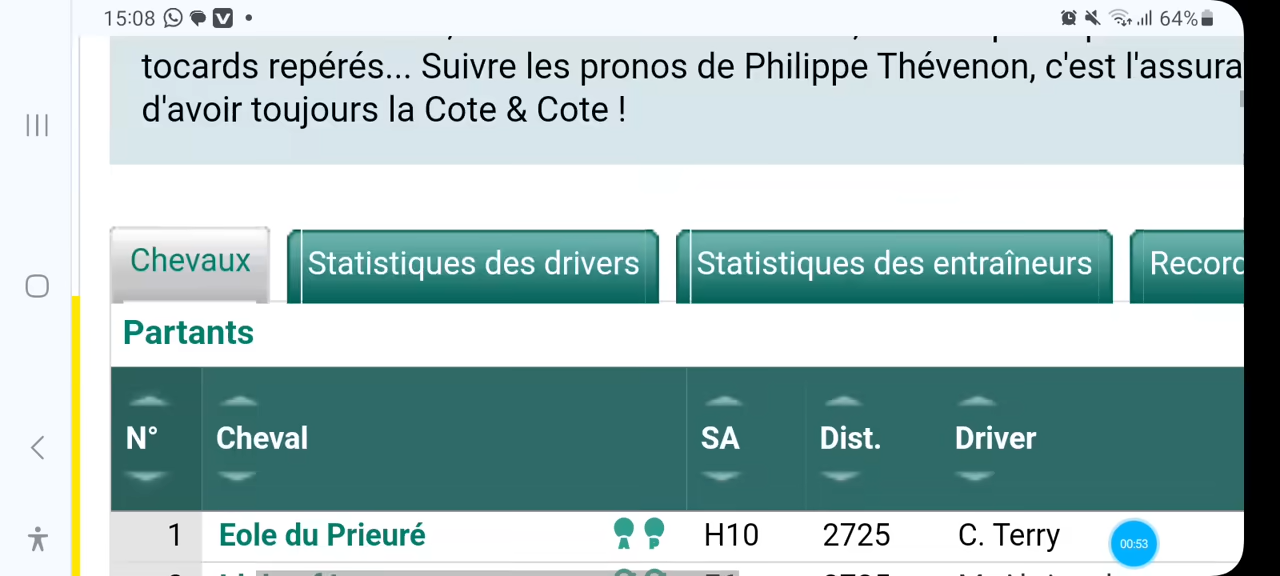 15:08 64%
tocards repérés... Suivre les pronos de Philippe Thévenon, c'est l'assura
d'avoir toujours la Cote & Cote !
Chevaux Statistiques des drivers Statistiques des entraîneurs Record
Partants
N° Cheval SA Dist. Driver
1 Eole du Prieuré A P H10 2725 C. Terry
00:53